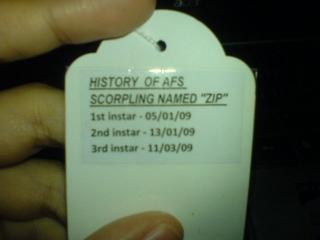 HISTORY OF AFS
SCORPLING NAMED "ZIP"
1st instar - 05/01/09
2nd instar - 13/01/09
3rd instar - 11/03/09